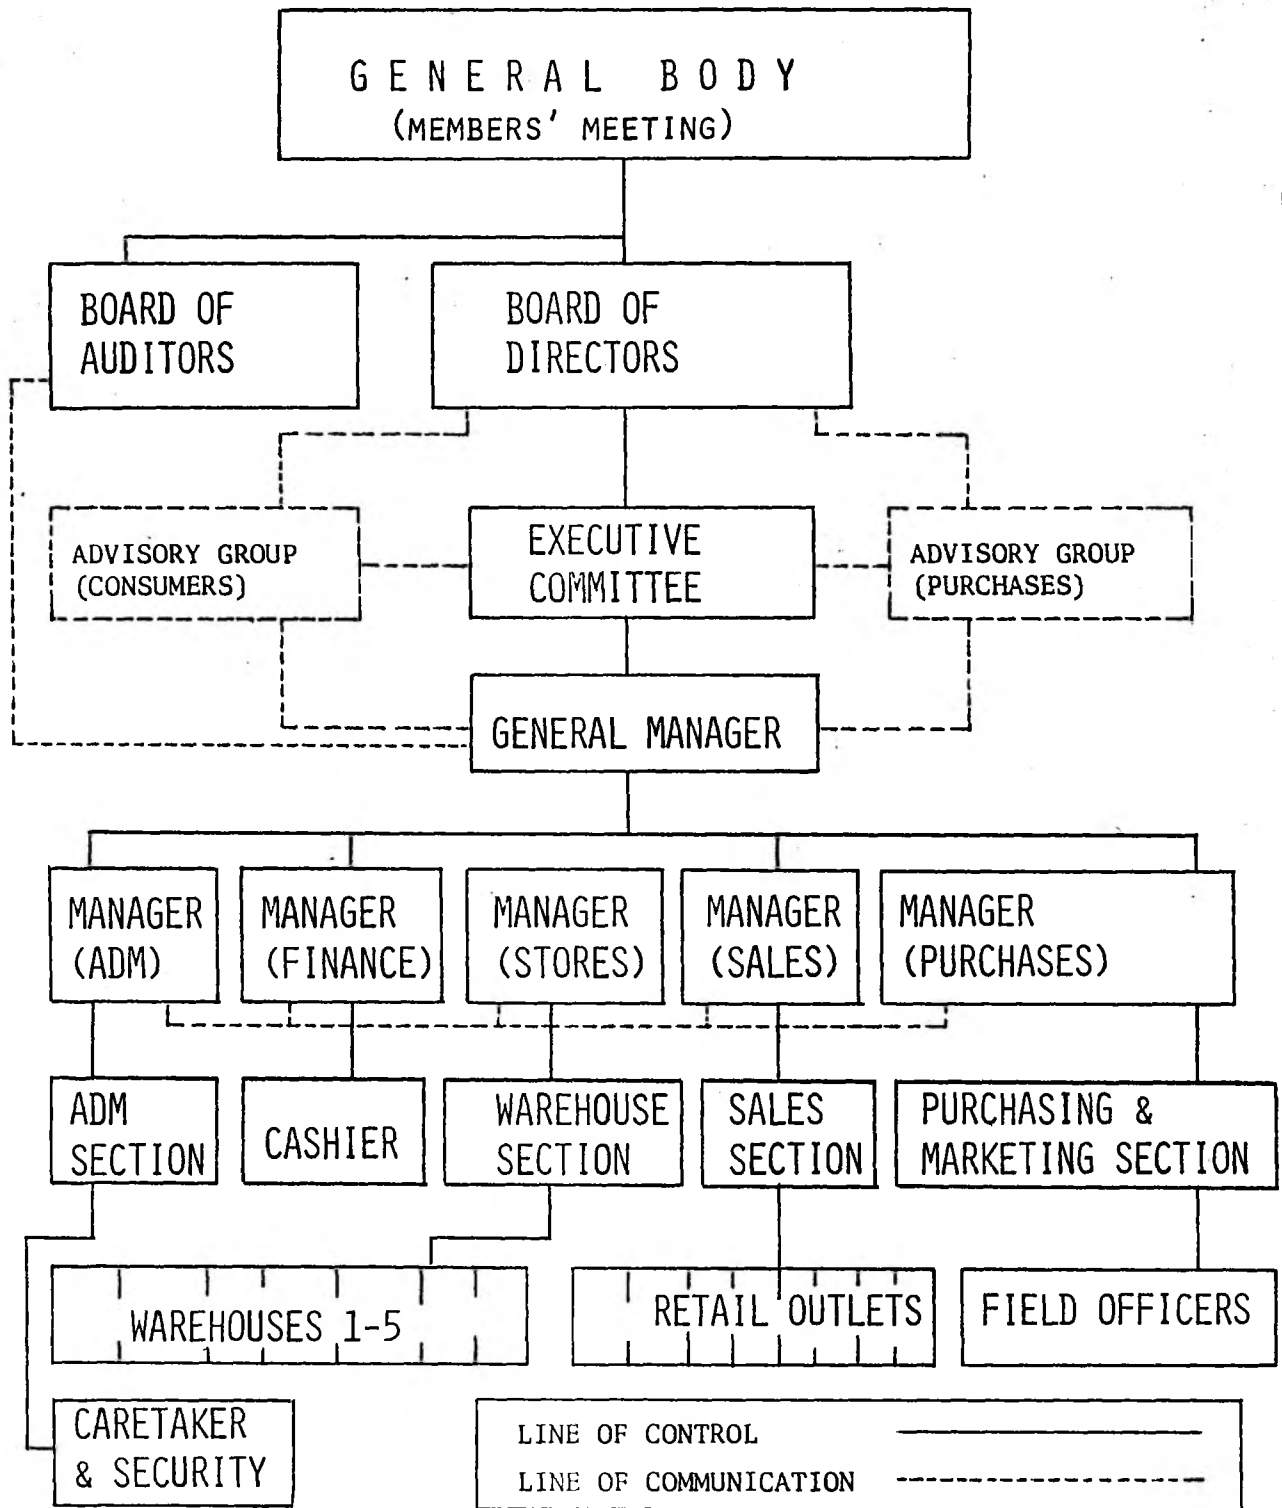 GENERAL BODY
(MEMBERS' MEETING)
BOARD OF
AUDITORS
BOARD OF
DIRECTORS
ADVISORY GROUP
(CONSUMERS)
EXECUTIVE
COMMITTEE
ADVISORY GROUP
(PURCHASES)
GENERAL MANAGER
MANAGER
(ADM)
MANAGER
(FINANCE)
MANAGER
(STORES)
MANAGER
(SALES)
MANAGER
(PURCHASES)
ADM
SECTION
CASHIER
WAREHOUSE
SECTION
SALES
SECTION
PURCHASING &
MARKETING SECTION
WAREHOUSES 1-5
RETAIL OUTLETS
FIELD OFFICERS
CARETAKER
& SECURITY
LINE OF CONTROL
LINE OF COMMUNICATION